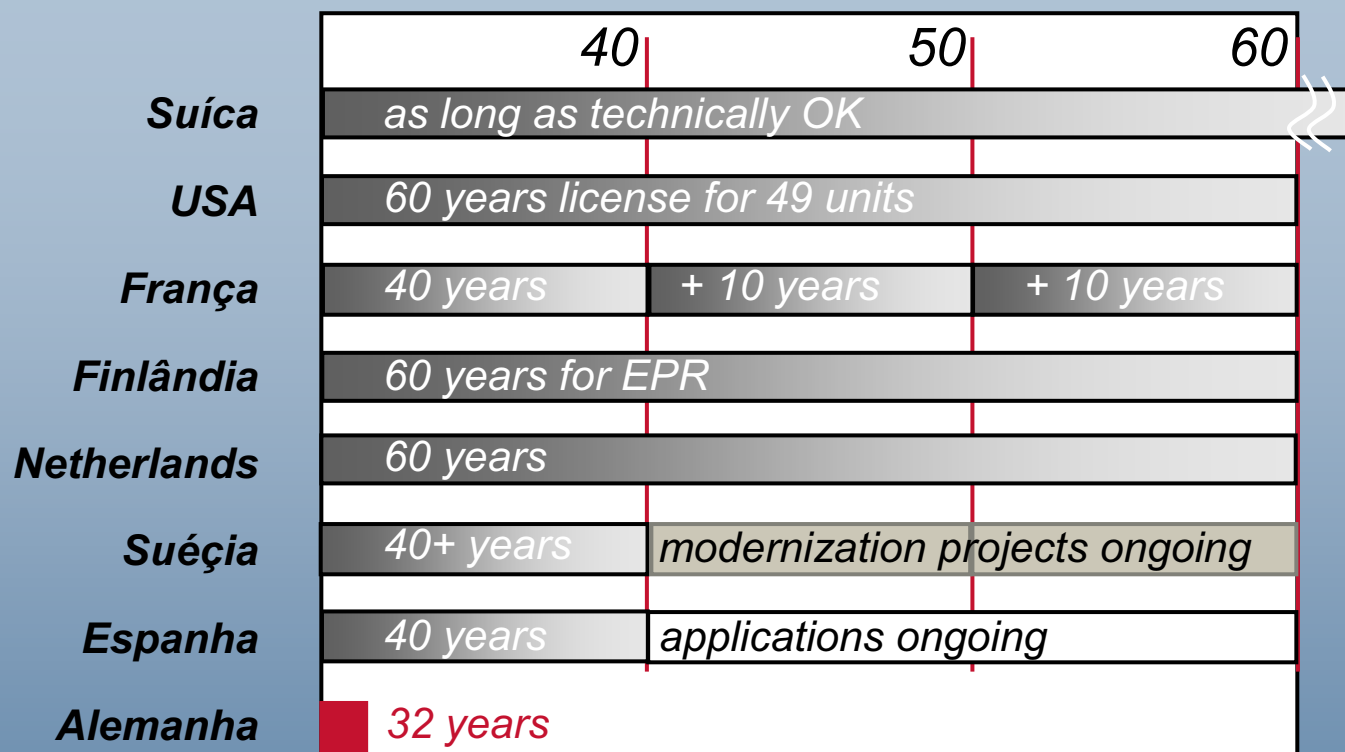 40 50 60
Suíca as long as technically OK
USA 60 years license for 49 units
França 40 years + 10 years + 10 years
Finlândia 60 years for EPR
Netherlands 60 years
Suéçia 40+ years modernization projects ongoing
Espanha 40 years applications ongoing
Alemanha 32 years